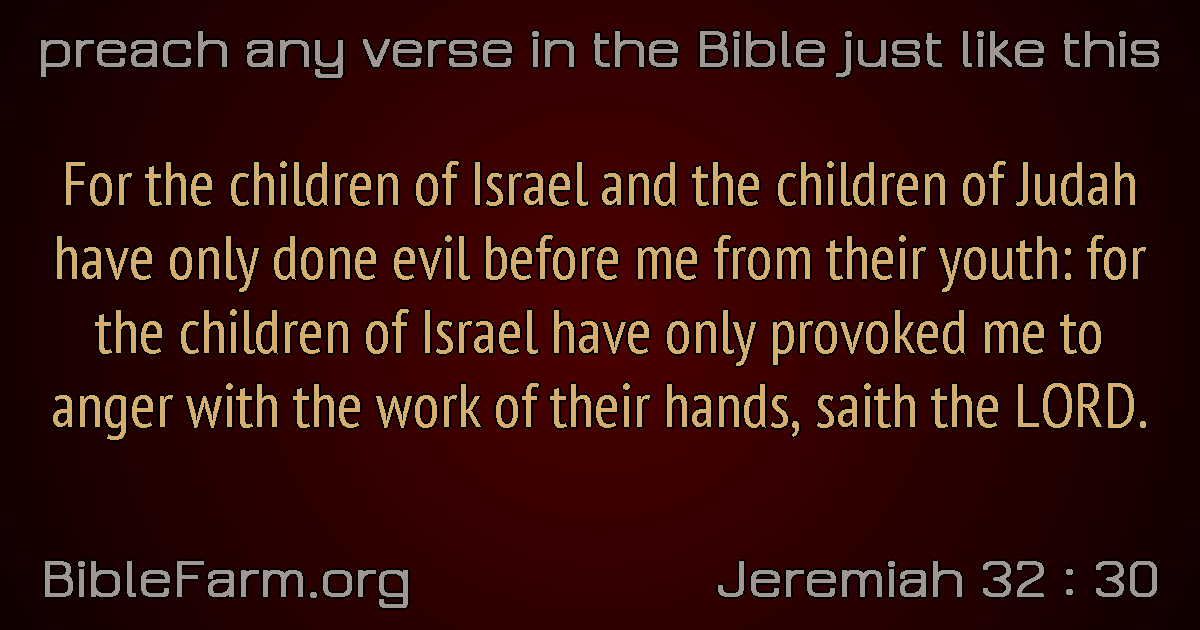 preach any verse in the Bible just like this
For the children of Israel and the children of Judah
have only done evil before me from their youth: for
the children of Israel have only provoked me to
anger with the work of their hands, saith the LORD.
BibleFarm.org
Jeremiah 32 : 30